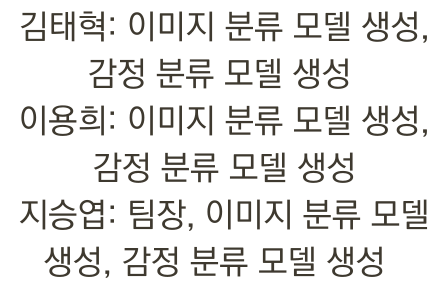 김태혁: 이미지 분류 모델 생성,
감정 분류 모델 생성
이용희: 이미지 분류 모델 생성,
감정 분류 모델 생성
지승엽: 팀장, 이미지 분류 모델
생성, 감정 분류 모델 생성